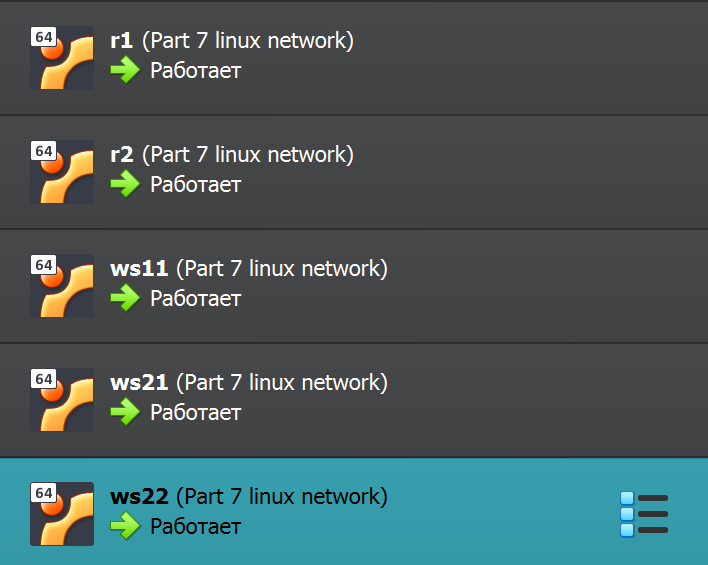 64
r1 (Part 7 linux network)
Работает
64
r2 (Part 7 linux network)
Работает
64
ws11 (Part 7 linux network)
Работает
64
ws21 (Part 7 linux network)
Работает
64
ws22 (Part 7 linux network)
Работает